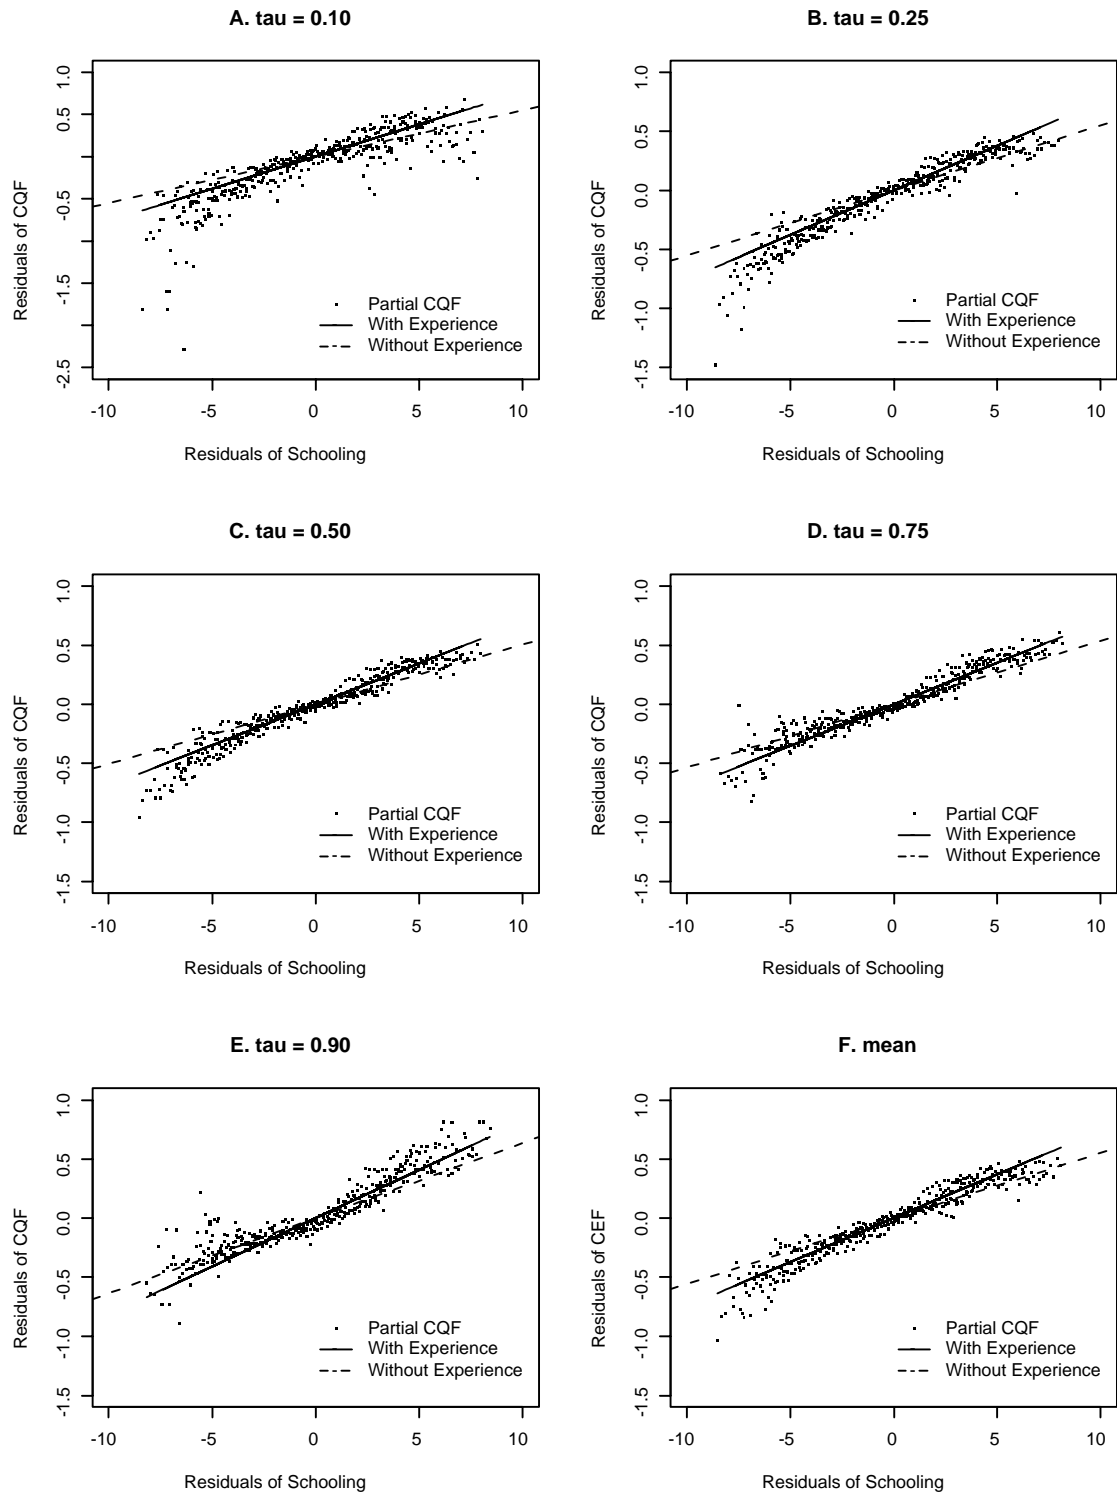 A. tau = 0.10
1.0
0.5
-0.5
-1.5
-2.5
Residuals of CQF
Partial CQF
With Experience
Without Experience
-10 -5 0 5 10
Residuals of Schooling
B. tau = 0.25
1.0
0.5
0.0
-0.5
-1.0
-1.5
Residuals of CQF
Partial CQF
With Experience
Without Experience
-10 -5 0 5 10
Residuals of Schooling
C. tau = 0.50
1.0
0.5
0.0
-0.5
-1.0
-1.5
Residuals of CQF
Partial CQF
With Experience
Without Experience
-10 -5 0 5 10
Residuals of Schooling
D. tau = 0.75
1.0
0.5
0.0
-0.5
-1.0
-1.5
Residuals of CQF
Partial CQF
With Experience
Without Experience
-10 -5 0 5 10
Residuals of Schooling
E. tau = 0.90
1.0
0.5
0.0
-0.5
-1.0
-1.5
Residuals of CQF
Partial CQF
With Experience
Without Experience
-10 -5 0 5 10
Residuals of Schooling
F. mean
1.0
0.5
0.0
-0.5
-1.0
-1.5
Residuals of CEF
Partial CQF
With Experience
Without Experience
-10 -5 0 5 10
Residuals of Schooling